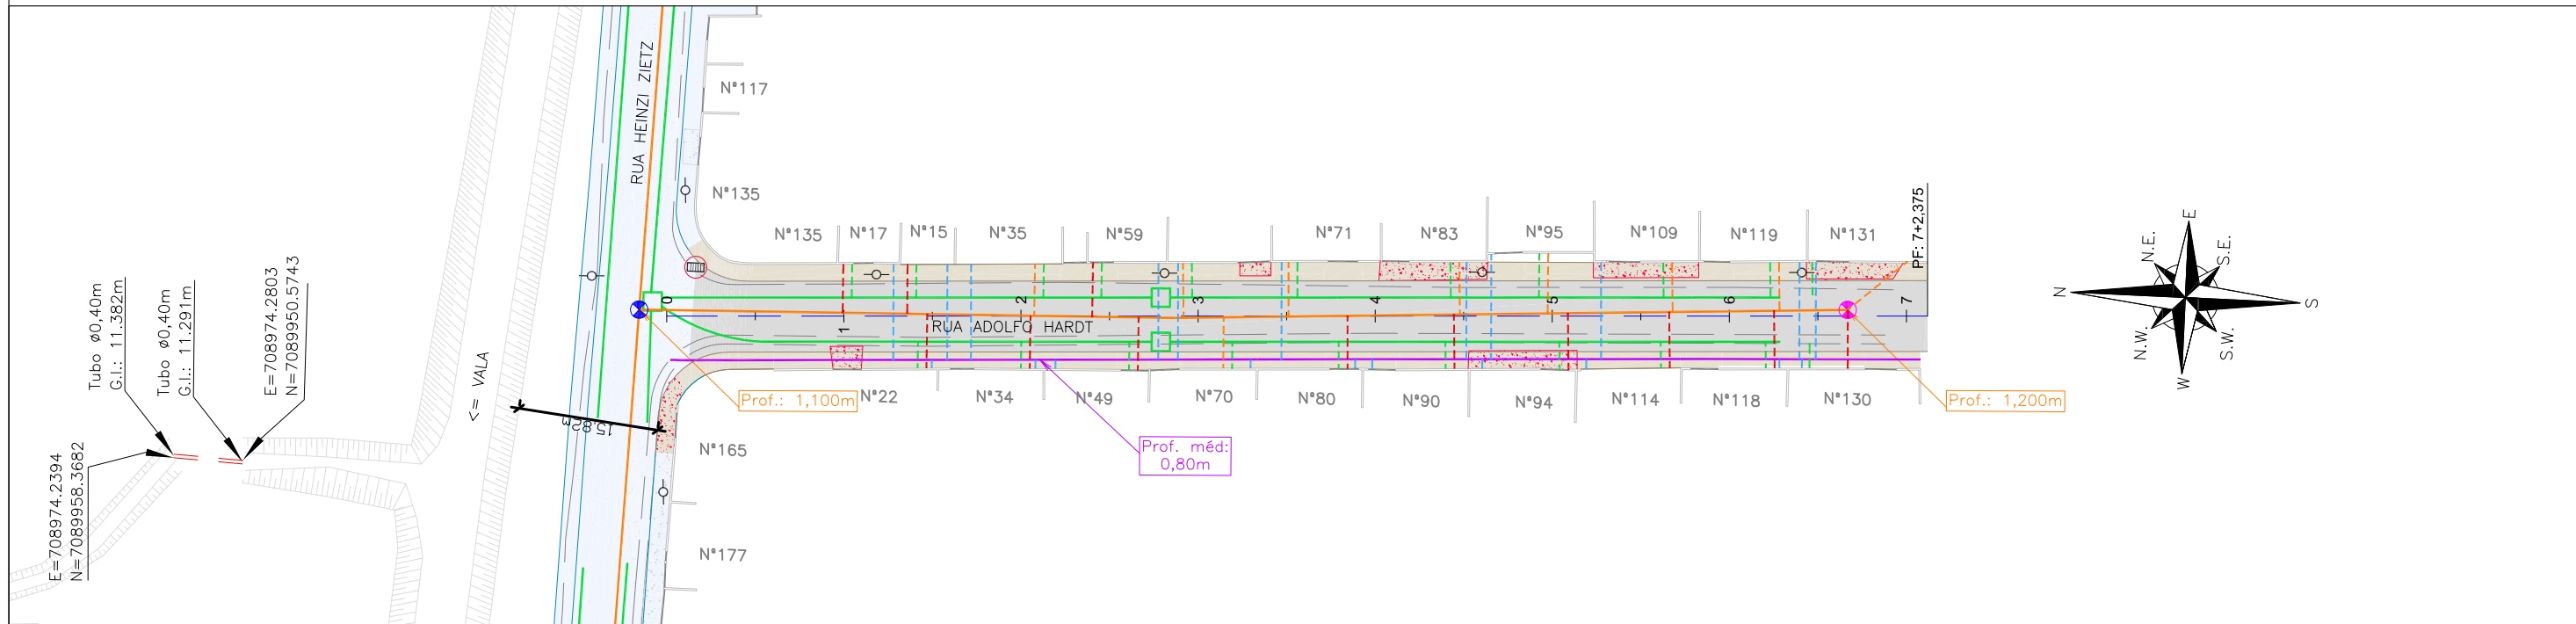 Tubo ø0,40m
G.I.: 11.382m
Tubo ø0,40m
G.I.: 11.291m
E=708974.2803
N=7089950.5743
E=708974.2394
N=7089958.3682
<= VALA
RUA HEINZI ZIETZ
N°117
N°135
N°135
N°17
N°15
N°35
N°59
N°71
N°83
N°95
N°109
N°119
N°131
PF: 7+2,375
0
1
2
3
4
5
6
7
RUA ADOLFO HARDT
Prof.: 1,100m
N°22
N°34
N°49
N°70
N°80
N°90
N°94
N°114
N°118
N°130
Prof.: 1,200m
Prof. méd:
0,80m
N°165
N°177
N
N.E.
E
S.E.
S
S.W.
W
N.W.